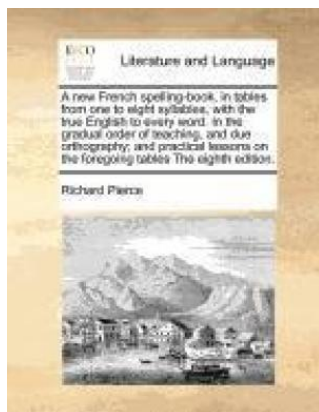 ECCO
Literature and Language
A new French spelling-book, in tables
from one to eight syllables, with the
true English to every word. In the
gradual order of teaching, and due
orthography; and practical lessons on
the foregoing tables The eighth edition.
Richard Pierce